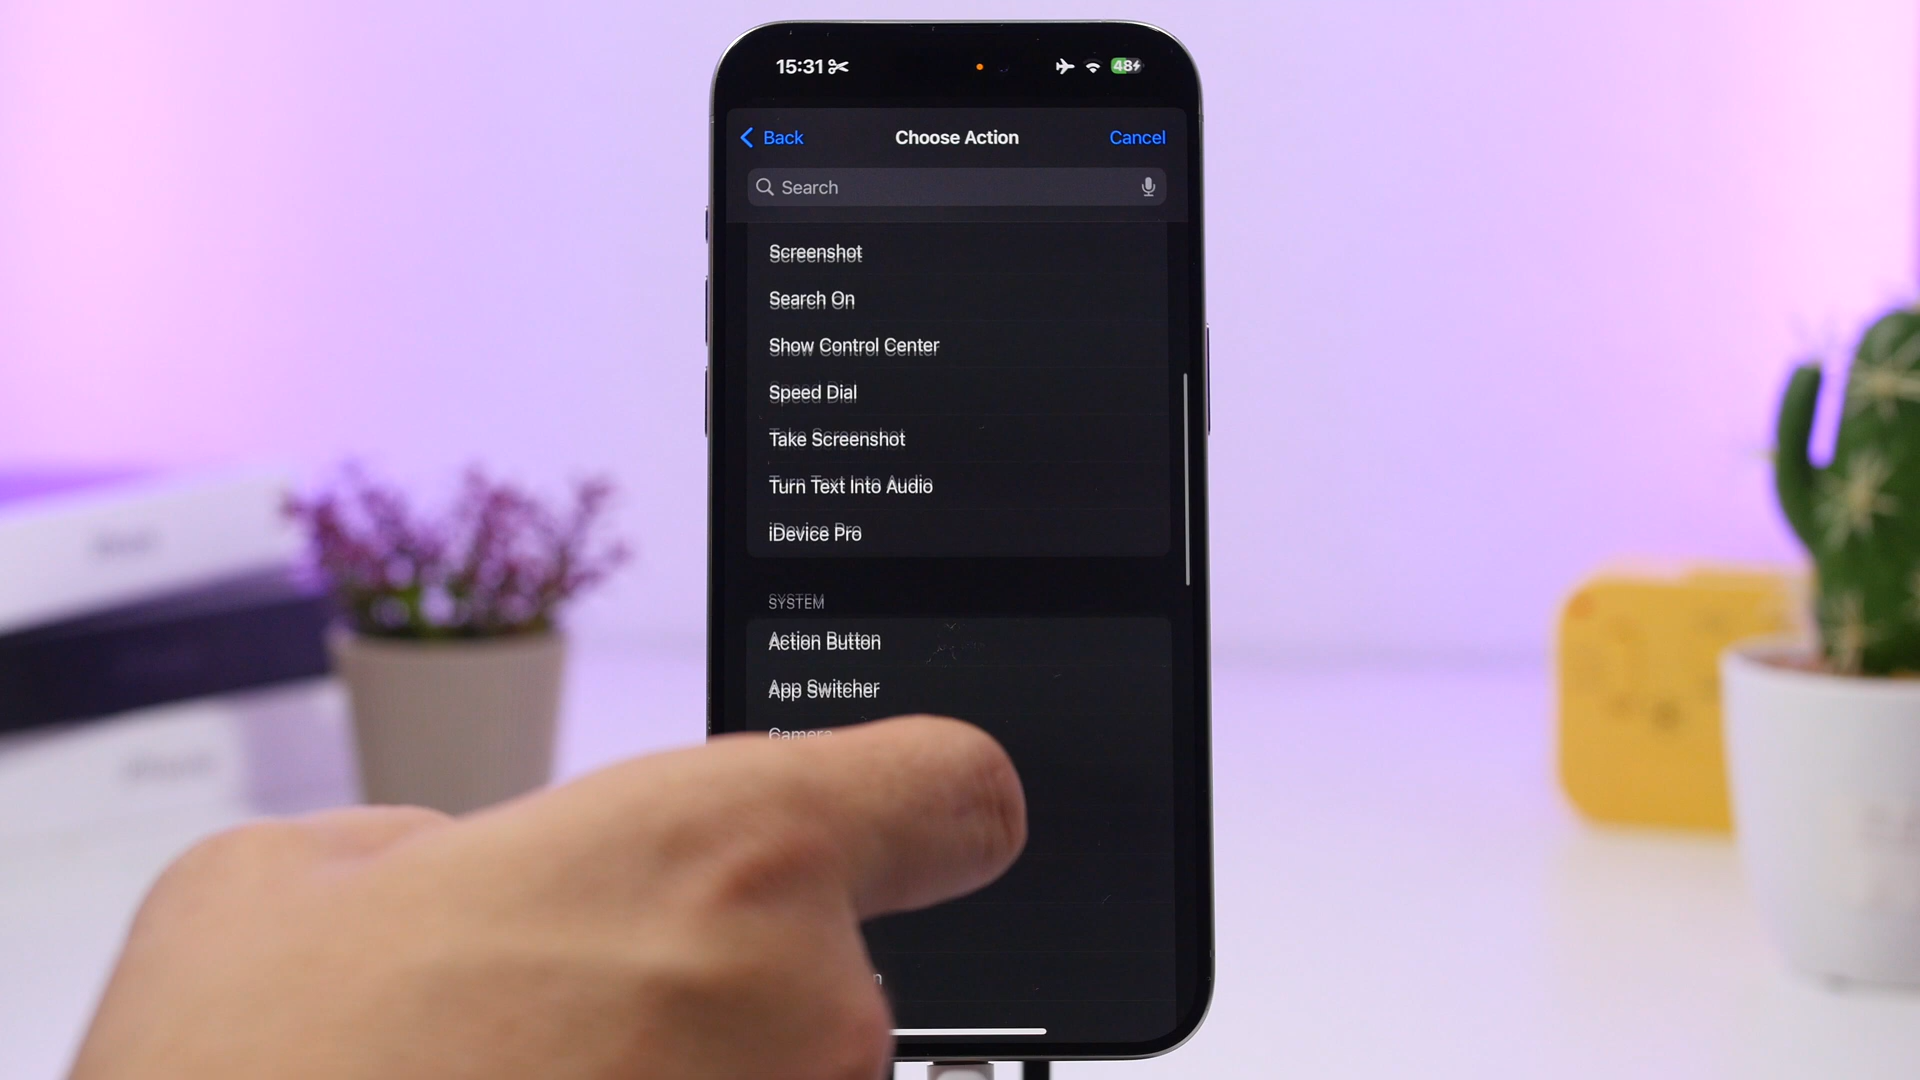 15:31
48
Back
Choose Action
Cancel
Search
Screenshot
Search On
Show Control Center
Speed Dial
Take Screenshot
Turn Text Into Audio
iDevice Pro
SYSTEM
Action Button
App Switcher
Camera